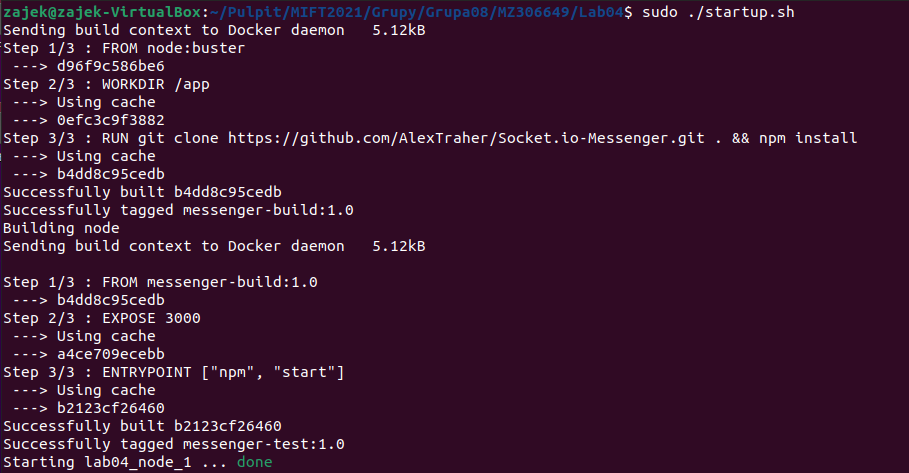 zajek@zajek-VirtualBox:~/Pulpit/MIFT2021/Grupy/Grupa08/MZ306649/Lab04$ sudo ./startup.sh
Sending build context to Docker daemon   5.12kB
Step 1/3 : FROM node:buster
 ---> d96f9c586be6
Step 2/3 : WORKDIR /app
 ---> Using cache
 ---> 0efc3c9f3882
Step 3/3 : RUN git clone https://github.com/AlexTraher/Socket.io-Messenger.git . && npm install
 ---> Using cache
 ---> b4dd8c95cedb
Successfully built b4dd8c95cedb
Successfully tagged messenger-build:1.0
Building node
Sending build context to Docker daemon   5.12kB
Step 1/3 : FROM messenger-build:1.0
 ---> b4dd8c95cedb
Step 2/3 : EXPOSE 3000
 ---> Using cache
 ---> a4ce709ecebb
Step 3/3 : ENTRYPOINT ["npm", "start"]
 ---> Using cache
 ---> b2123cf26460
Successfully built b2123cf26460
Successfully tagged messenger-test:1.0
Starting lab04_node_1 ... done